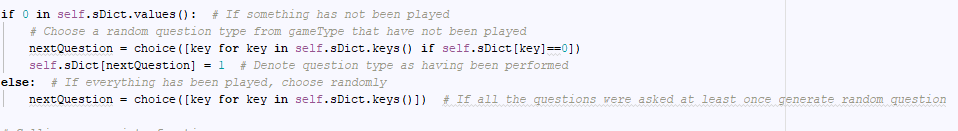 if 0 in self.sDict.values():  # If something has not been played
    # Choose a random question type from gameType that have not been played
    nextQuestion = choice([key for key in self.sDict.keys() if self.sDict[key]==0])
    self.sDict[nextQuestion] = 1  # Denote question type as having been performed
else:  # If everything has been played, choose randomly
    nextQuestion = choice([key for key in self.sDict.keys()])  # If all the questions were asked at least once generate random question